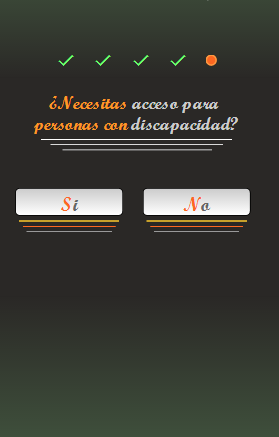 ¿Necesitas acceso para
personas con discapacidad?
Si No